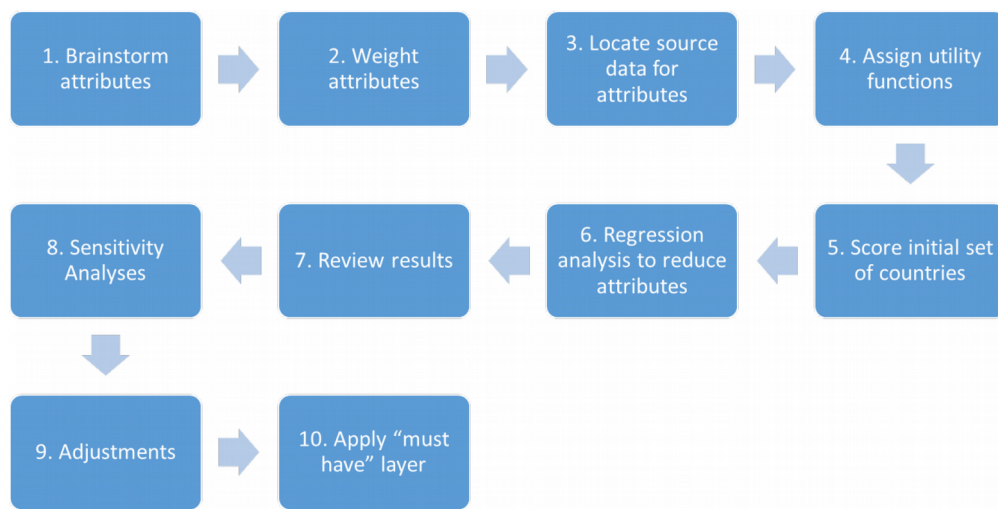 1. Brainstorm
attributes
2. Weight
attributes
3. Locate source
data for
attributes
4. Assign utility
functions
5. Score initial set
of countries
6. Regression
analysis to reduce
attributes
7. Review results
8. Sensitivity
Analyses
9. Adjustments
10. Apply “must
have” layer